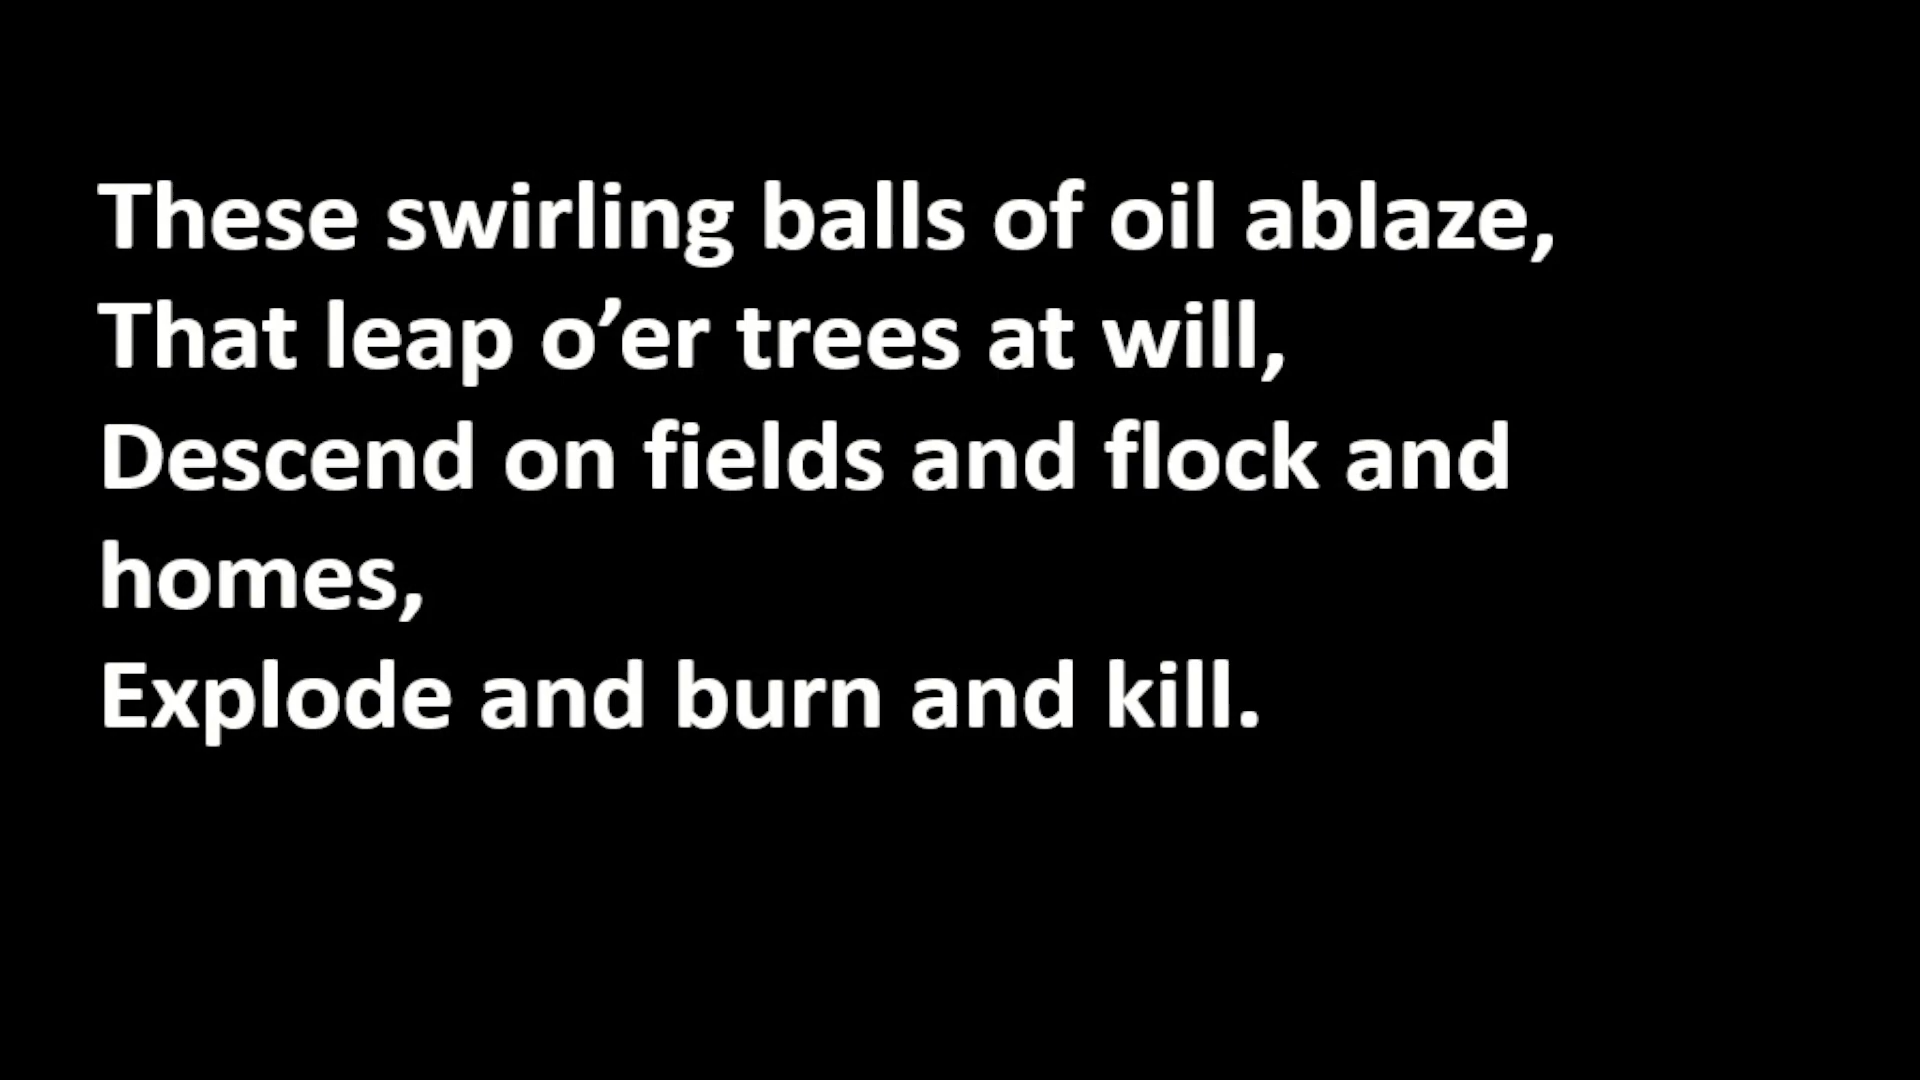 These swirling balls of oil ablaze,
That leap o’er trees at will,
Descend on fields and flock and
homes,
Explode and burn and kill.